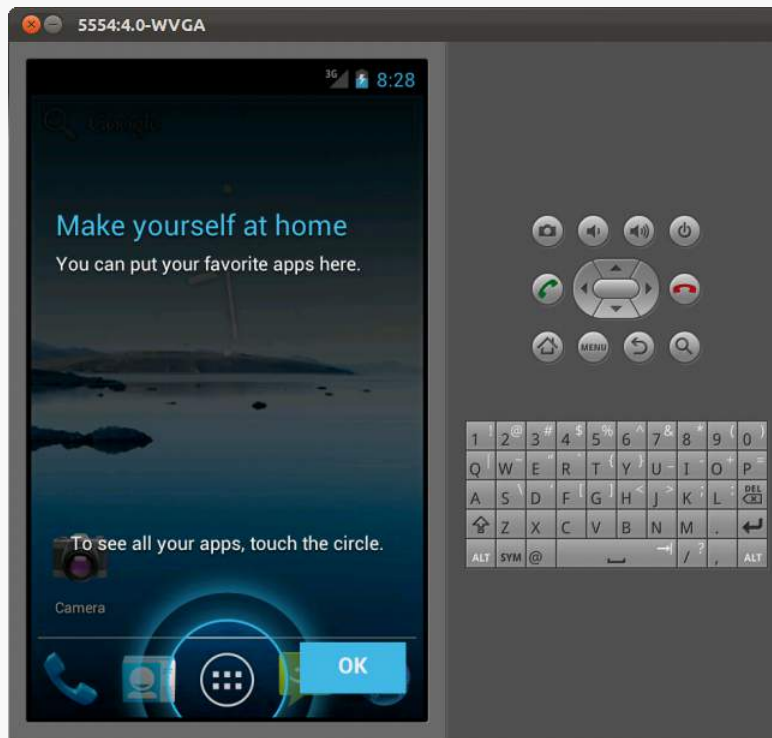 5554:4.0-WVGA
3G 8:28
Google
Make yourself at home
You can put your favorite apps here.
To see all your apps, touch the circle.
Camera
OK
MENU
1 ! 2 @ 3 # 4 $ 5 % 6 ^ 7 & 8 * 9 ( 0 )
Q | W ~ E " R ` T { Y } U _ I - O + P =
A S \ D ' F [ G ] H < J > K ; L : DEL
Z X C V B N M .
ALT SYM @ / ? , ALT